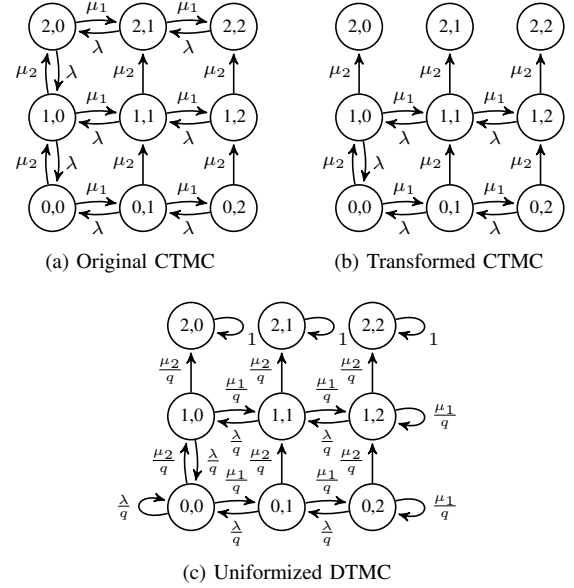 2,0 μ₁ λ 2,1 μ₁ λ 2,2
μ₂ λ μ₂ μ₂
1,0 μ₁ λ 1,1 μ₁ λ 1,2
μ₂ λ μ₂ μ₂
0,0 μ₁ λ 0,1 μ₁ λ 0,2
(a) Original CTMC
2,0 2,1 2,2
μ₂ μ₂ μ₂
1,0 μ₁ λ 1,1 μ₁ λ 1,2
μ₂ λ μ₂ μ₂
0,0 μ₁ λ 0,1 μ₁ λ 0,2
(b) Transformed CTMC
2,0 1 2,1 1 2,2 1
μ₂/q μ₂/q μ₂/q
1,0 μ₁/q λ/q 1,1 μ₁/q λ/q 1,2 μ₁/q
μ₂/q λ/q μ₂/q μ₂/q
λ/q 0,0 μ₁/q λ/q 0,1 μ₁/q λ/q 0,2 μ₁/q
(c) Uniformized DTMC